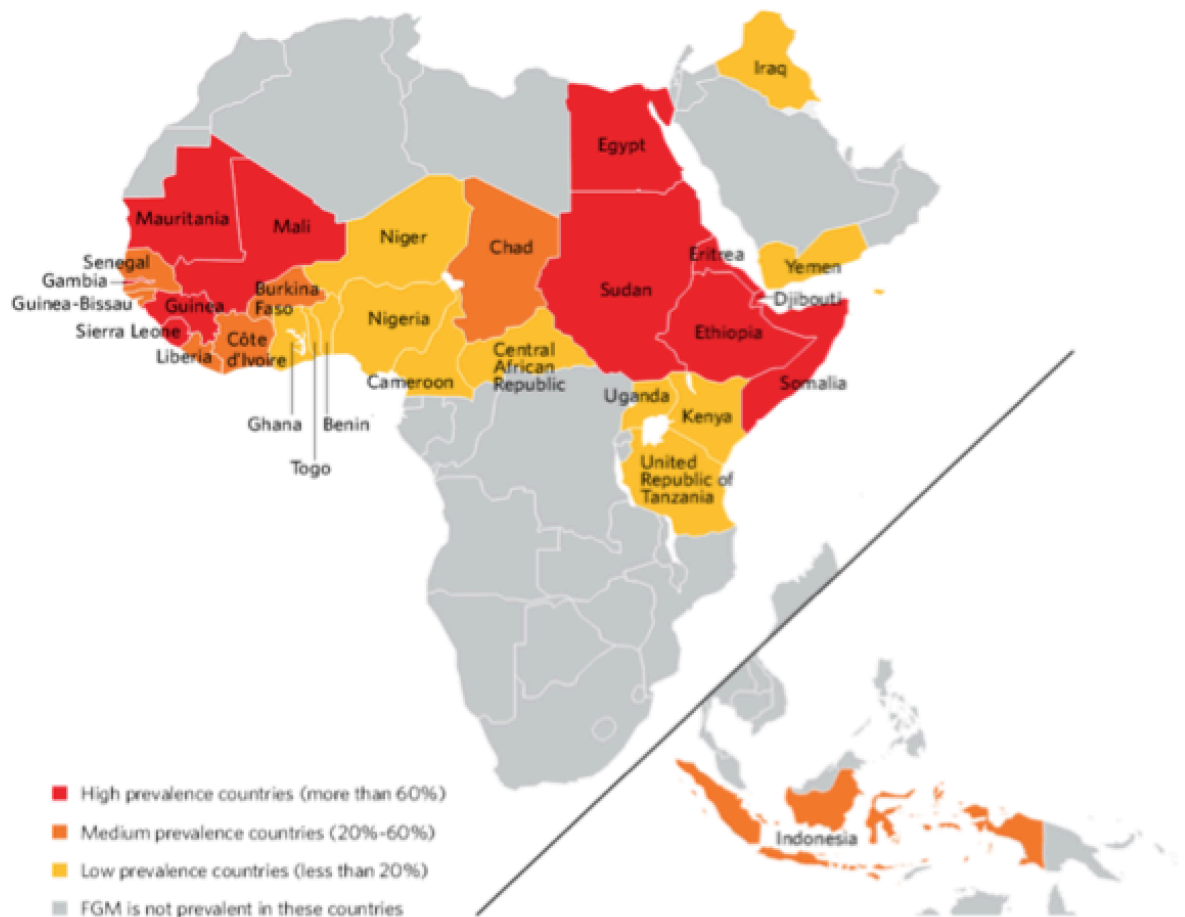 Iraq
Egypt
Mauritania
Mali
Niger
Chad
Senegal
Gambia
Guinea-Bissau
Guinea
Burkina
Faso
Sierra Leone
Liberia
Côte
d'Ivoire
Nigeria
Sudan
Eritrea
Yemen
Djibouti
Ethiopia
Central
African
Republic
Cameroon
Somalia
Uganda
Kenya
Ghana
Benin
Togo
United
Republic of
Tanzania
High prevalence countries (more than 60%)
Medium prevalence countries (20%-60%)
Indonesia
Low prevalence countries (less than 20%)
FGM is not prevalent in these countries